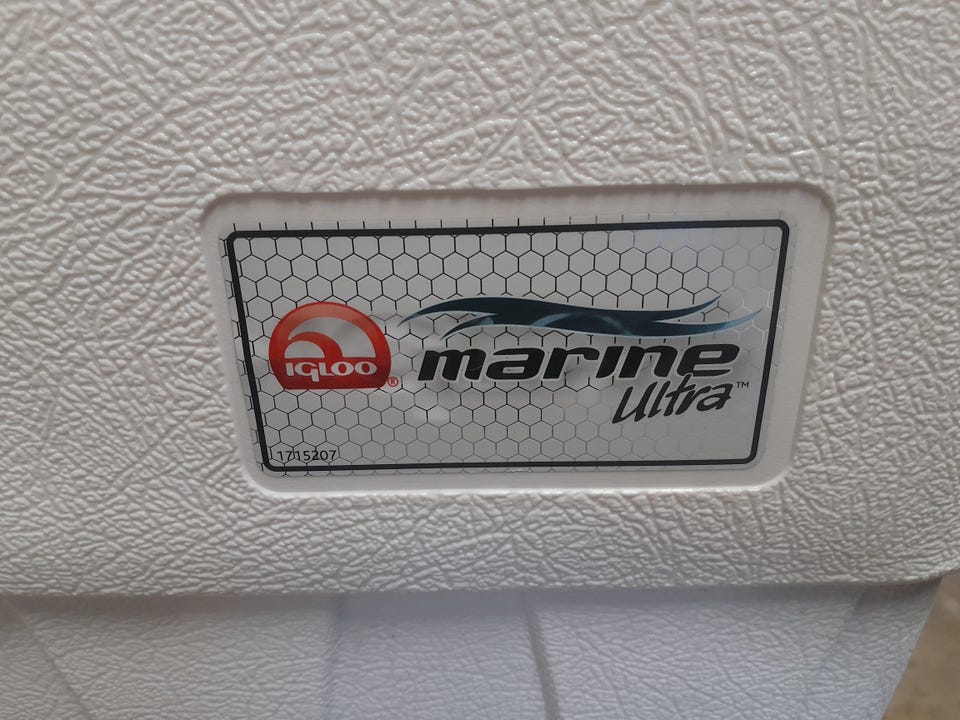 IGLOO®
marine
Ultra™
1715207